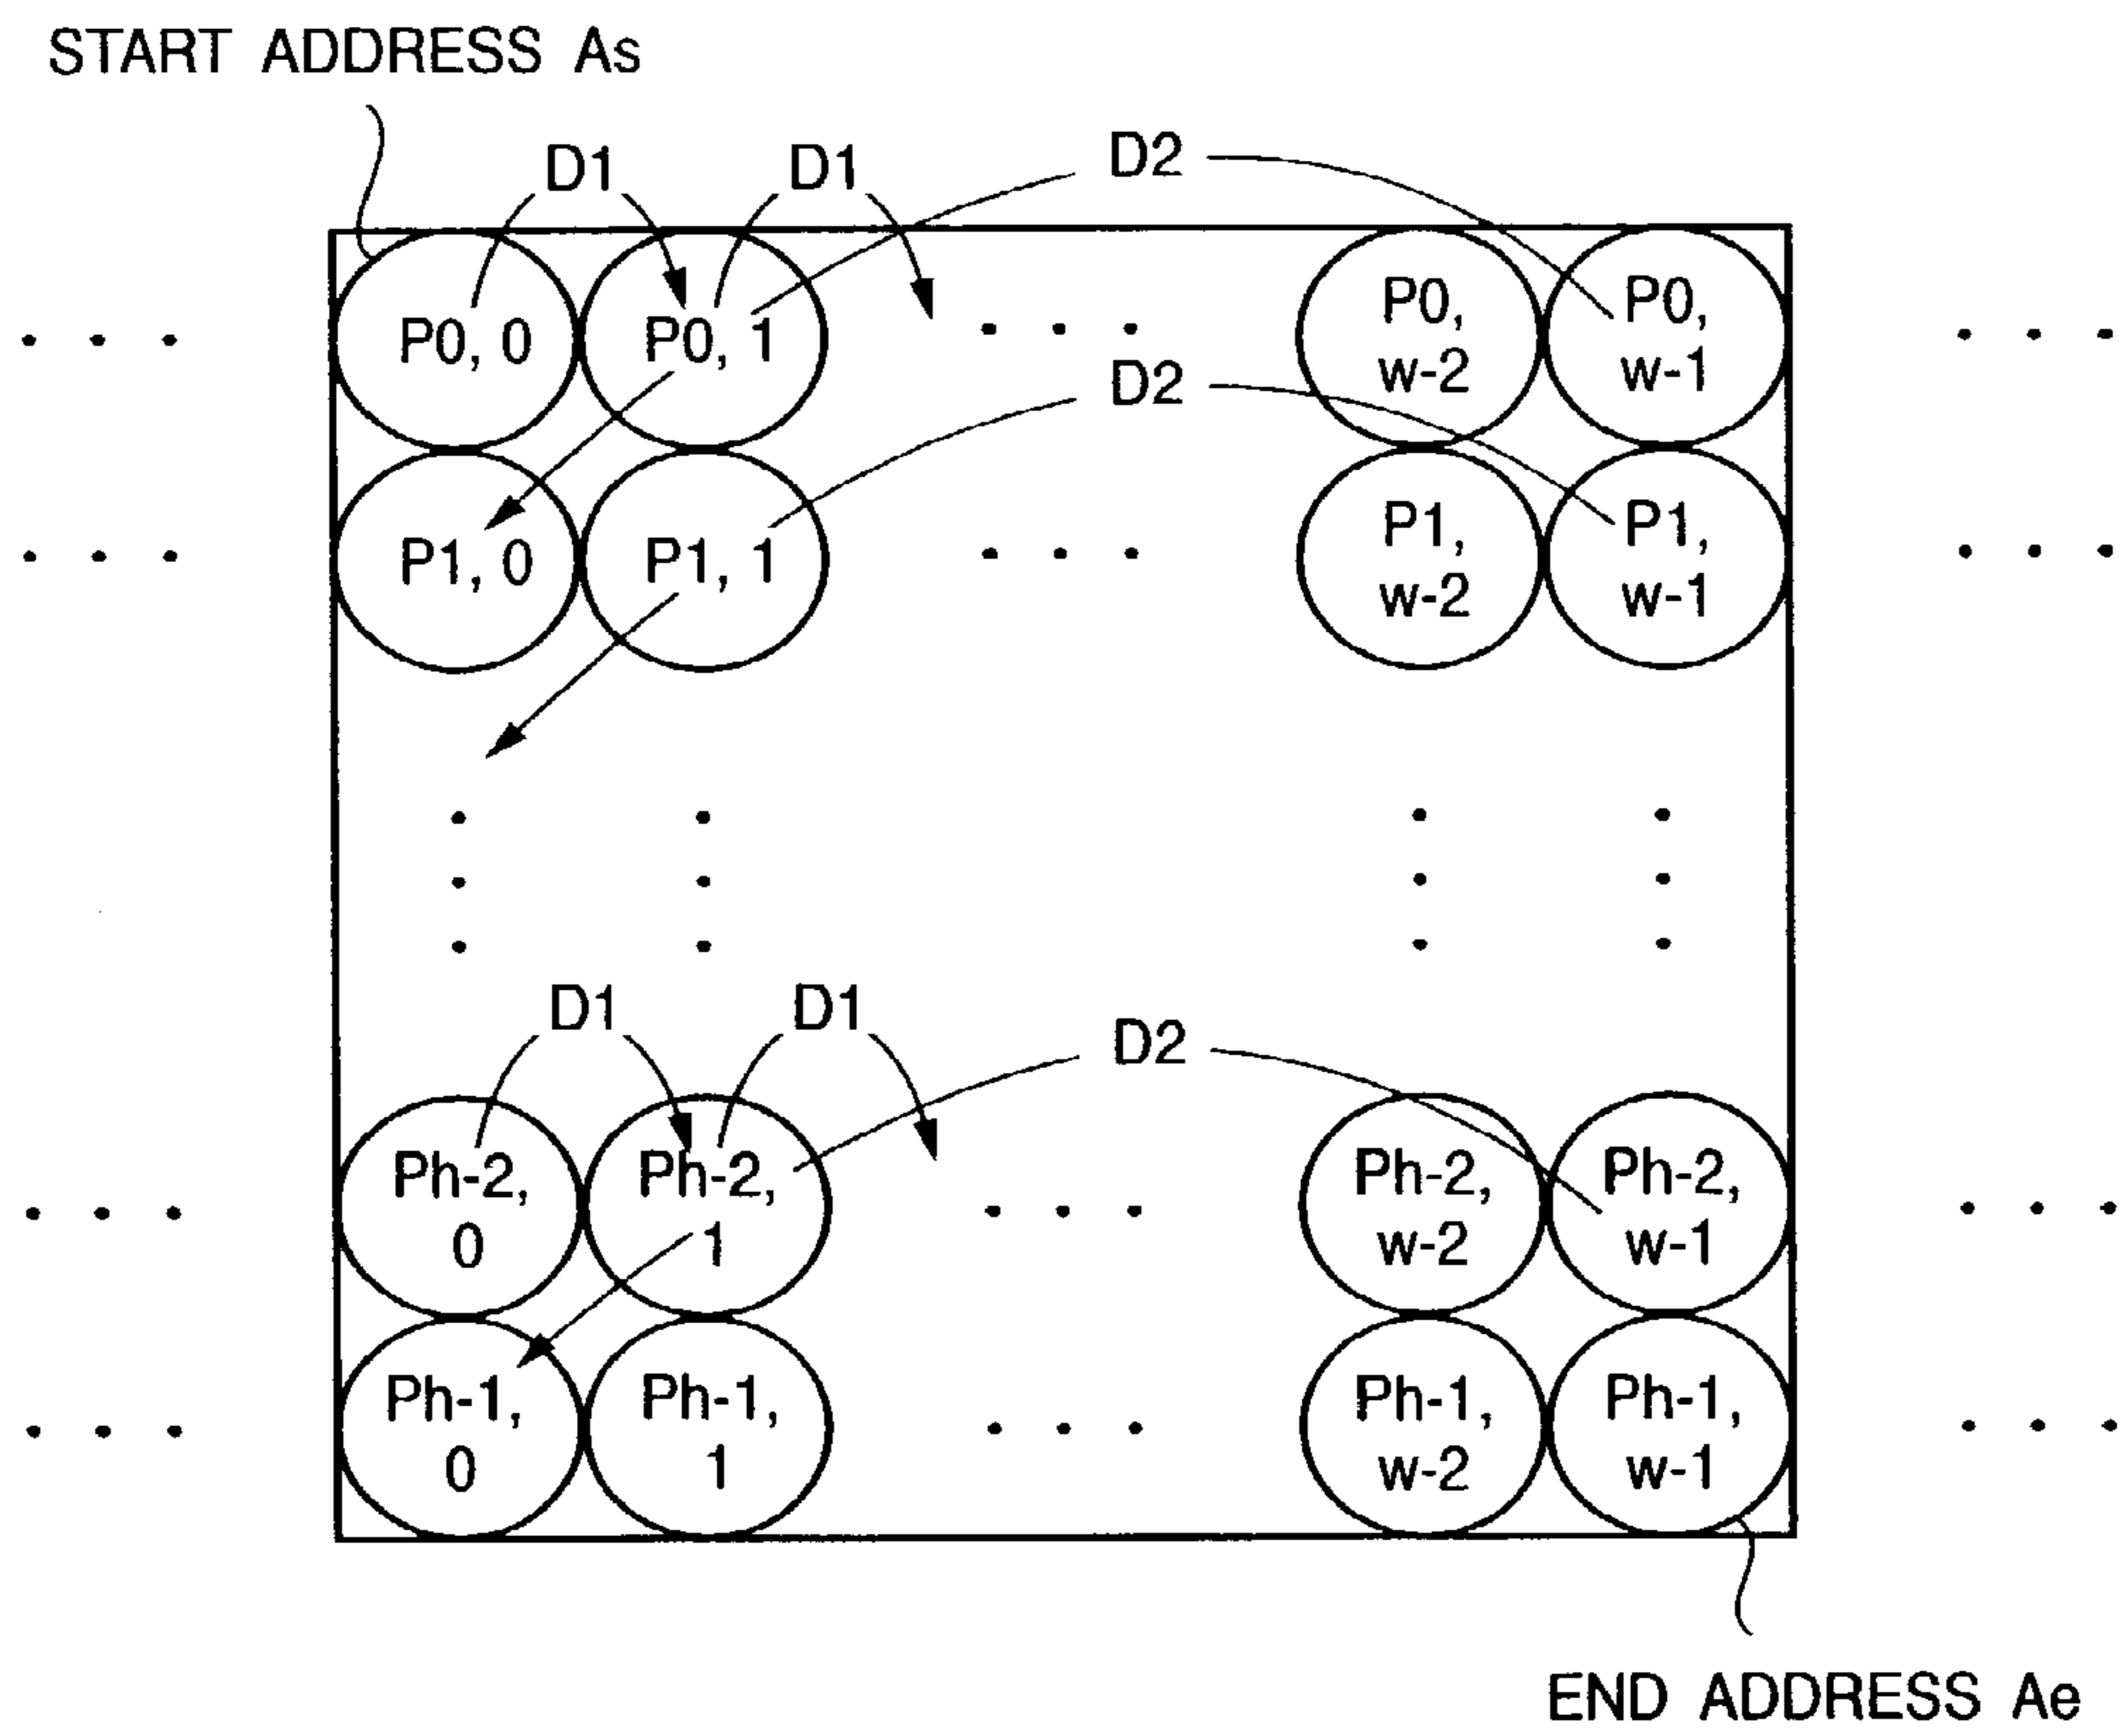 START ADDRESS As
D1 D1 D2
P0, 0 P0, 1 . . . P0, w-2 P0, w-1
D2
P1, 0 P1, 1 . . . P1, w-2 P1, w-1
D1 D1 D2
Ph-2, 0 Ph-2, 1 . . . Ph-2, w-2 Ph-2, w-1
Ph-1, 0 Ph-1, 1 . . . Ph-1, w-2 Ph-1, w-1
END ADDRESS Ae